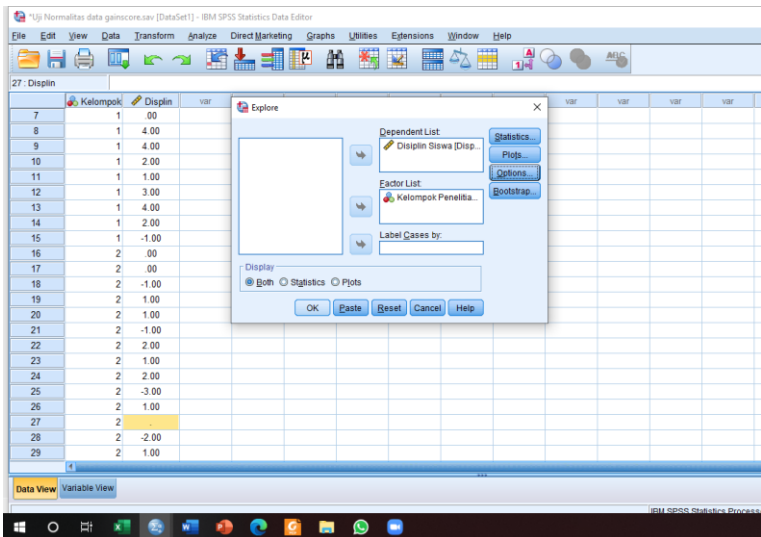 *Uji Normalitas data gainscore.sav [DataSet1] - IBM SPSS Statistics Data Editor
File Edit View Data Transform Analyze Direct Marketing Graphs Utilities Extensions Window Help
27 : Displin
Kelompok Displin var var var var var
7 1 .00
8 1 4.00
9 1 4.00
10 1 2.00
11 1 1.00
12 1 3.00
13 1 4.00
14 1 2.00
15 1 -1.00
16 2 .00
17 2 .00
18 2 -1.00
19 2 1.00
20 2 1.00
21 2 -1.00
22 2 2.00
23 2 1.00
24 2 2.00
25 2 -3.00
26 2 1.00
27 2 .
28 2 -2.00
29 2 1.00
Explore
Dependent List:
Disiplin Siswa [Disp...
Factor List:
Kelompok Penelitia...
Label Cases by:
Statistics...
Plots...
Options...
Bootstrap...
Display
Both Statistics Plots
OK Paste Reset Cancel Help
Data View Variable View
IBM SPSS Statistics Process